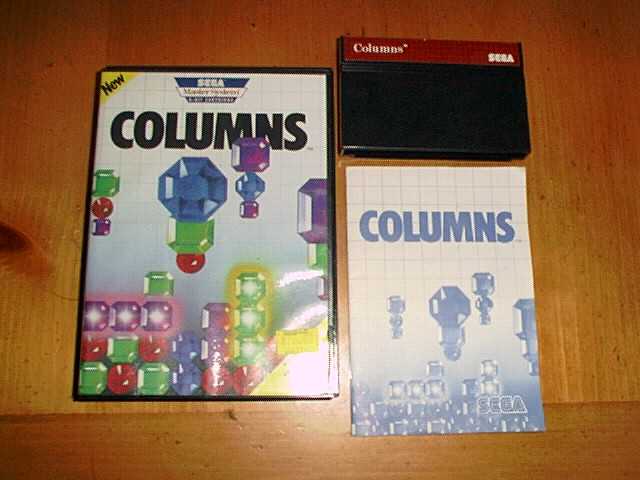 New
SEGA
Master System
COLUMNS
Columns™
SEGA
COLUMNS
SEGA